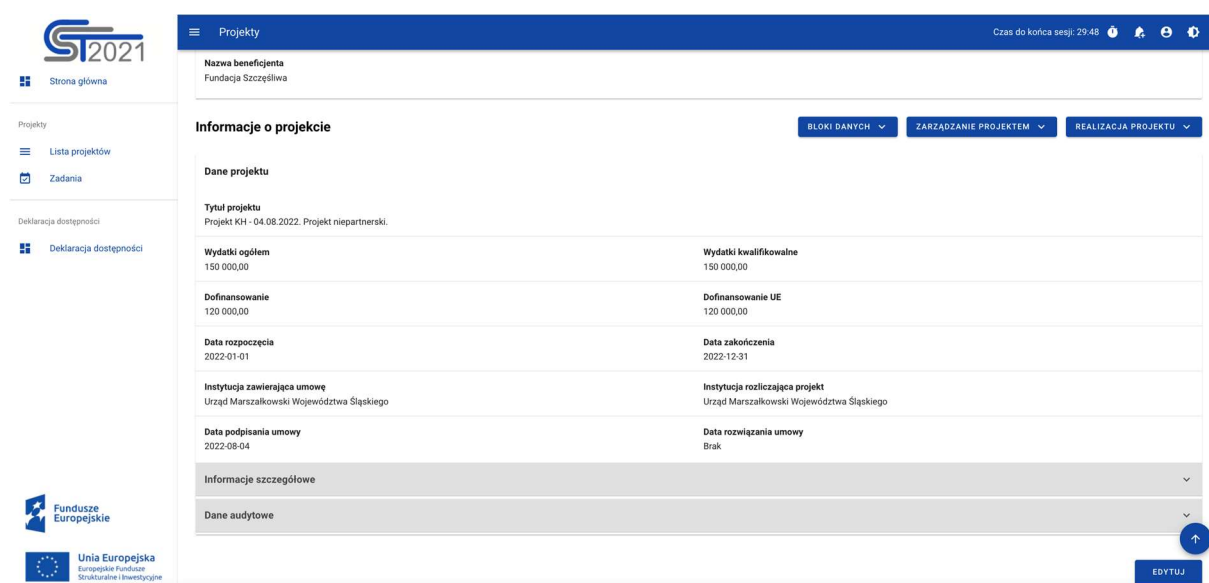 CST2021
Strona główna
Projekty
Lista projektów
Zadania
Deklaracja dostępności
Deklaracja dostępności
Fundusze
Europejskie
Unia Europejska
Europejskie Fundusze
Strukturalne i Inwestycyjne
Projekty
Czas do końca sesji: 29:48
Nazwa beneficjenta
Fundacja Szczęśliwa
Informacje o projekcie
BLOKI DANYCH
ZARZĄDZANIE PROJEKTEM
REALIZACJA PROJEKTU
Dane projektu
Tytuł projektu
Projekt KH - 04.08.2022. Projekt niepartnerski.
Wydatki ogółem
150 000,00
Wydatki kwalifikowalne
150 000,00
Dofinansowanie
120 000,00
Dofinansowanie UE
120 000,00
Data rozpoczęcia
2022-01-01
Data zakończenia
2022-12-31
Instytucja zawierająca umowę
Urząd Marszałkowski Województwa Śląskiego
Instytucja rozliczająca projekt
Urząd Marszałkowski Województwa Śląskiego
Data podpisania umowy
2022-08-04
Data rozwiązania umowy
Brak
Informacje szczegółowe
Dane audytowe
EDYTUJ